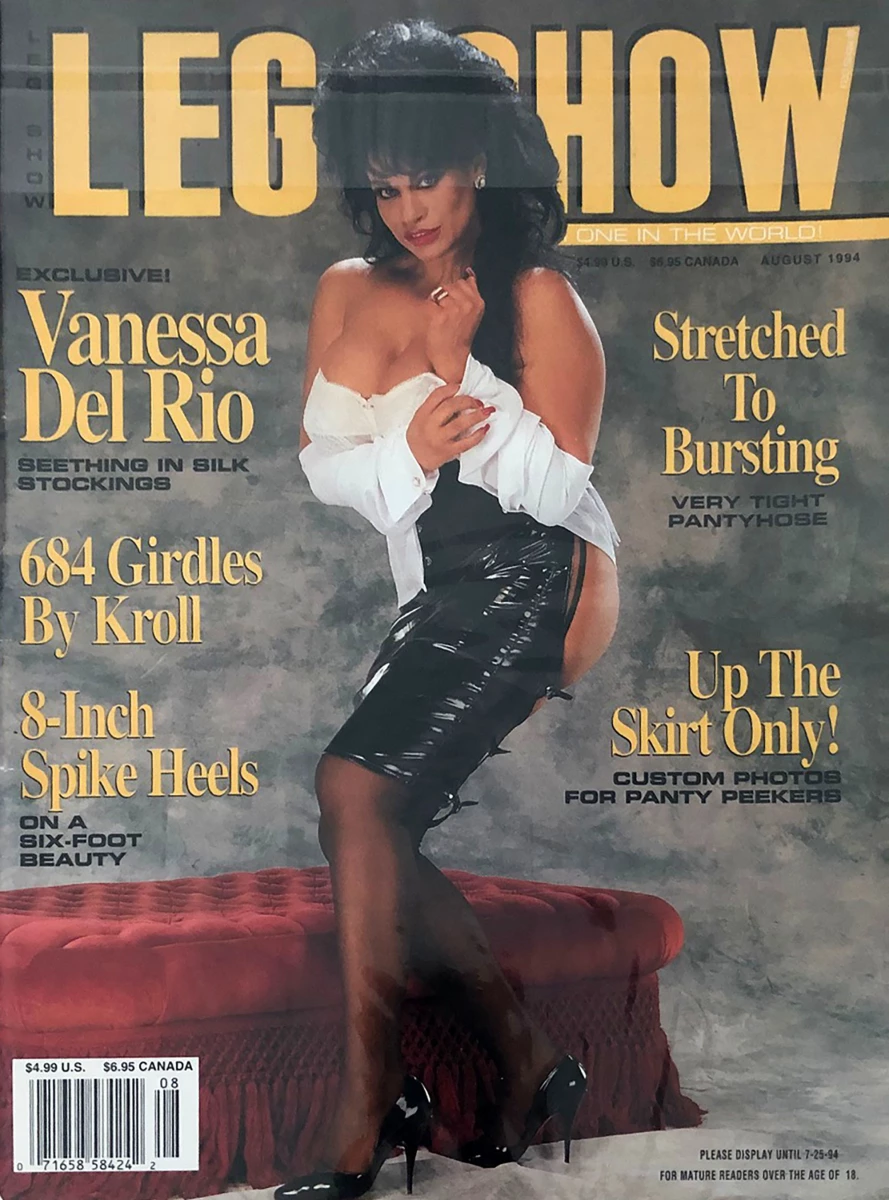 LEG SHOW
LEG SHOW
ONE IN THE WORLD!
$4.99 U.S. $6.95 CANADA AUGUST 1994
EXCLUSIVE!
Vanessa
Del Rio
SEETHING IN SILK
STOCKINGS
684 Girdles
By Kroll
8-Inch
Spike Heels
ON A
SIX-FOOT
BEAUTY
Stretched
To
Bursting
VERY TIGHT
PANTYHOSE
Up The
Skirt Only!
CUSTOM PHOTOS
FOR PANTY PEEKERS
$4.99 U.S. $6.95 CANADA
08
0 71658 58424 2
PLEASE DISPLAY UNTIL 7-25-94
FOR MATURE READERS OVER THE AGE OF 18.